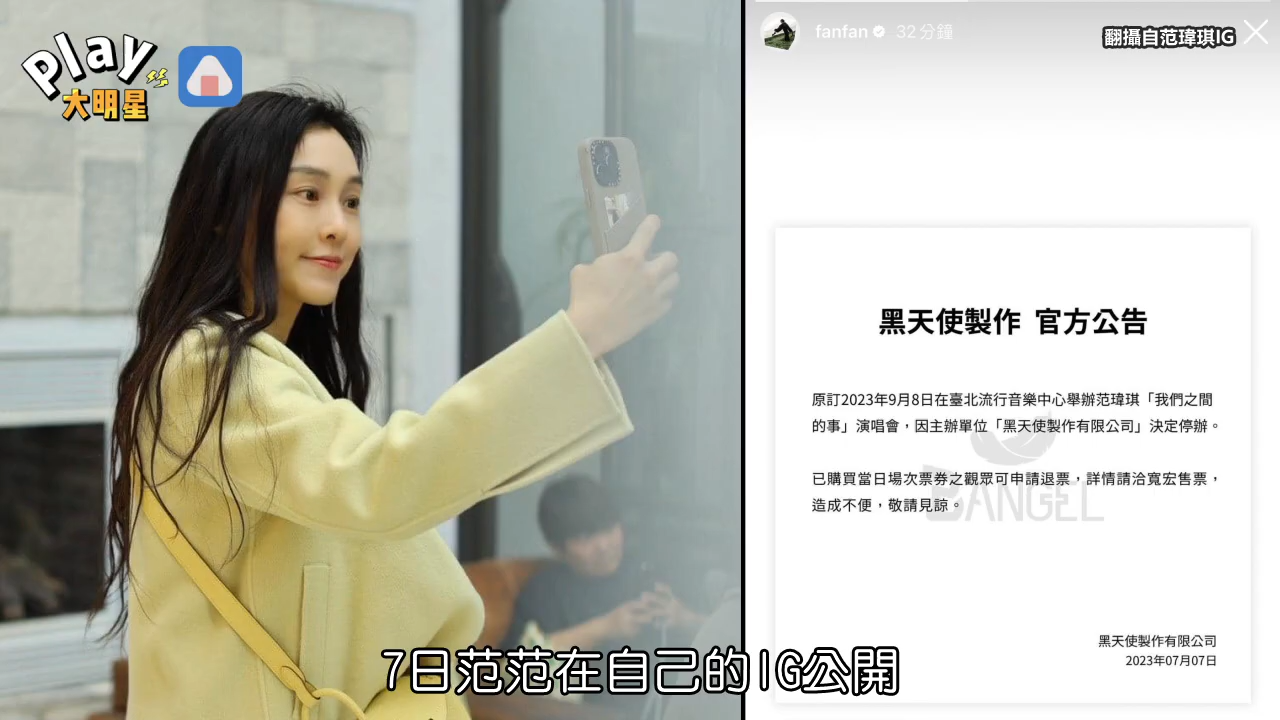 Play
大明星
fanfan 32分鐘
翻攝自范瑋琪IG
黑天使製作 官方公告
原訂2023年9月8日在臺北流行音樂中心舉辦范瑋琪「我們之間
的事」演唱會，因主辦單位「黑天使製作有限公司」決定停辦。
已購買當日場次票券之觀眾可申請退票，詳情請洽寬宏售票，
造成不便，敬請見諒。
BANGEL
黑天使製作有限公司
2023年07月07日
7日范范在自己的IG公開